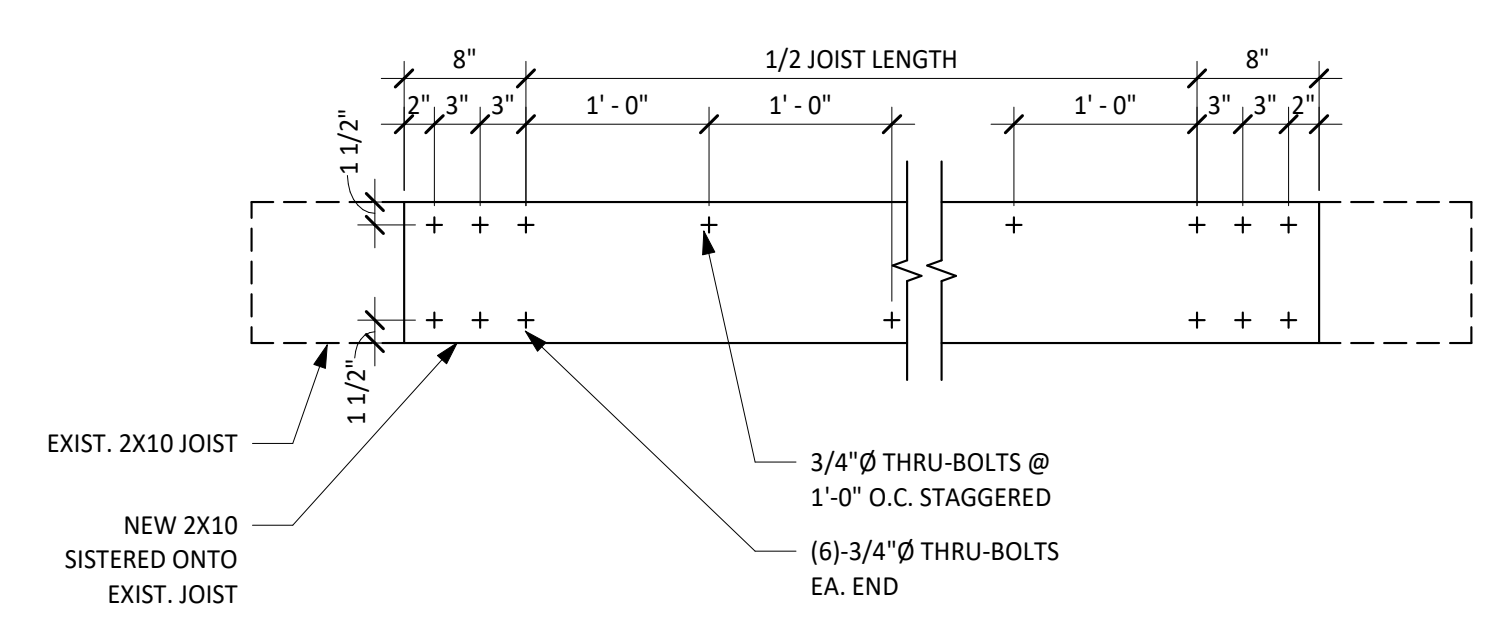 8"
1/2 JOIST LENGTH
8"
2"
3"
3"
1' - 0"
1' - 0"
1' - 0"
3"
3"
2"
1 1/2"
1 1/2"
EXIST. 2X10 JOIST
NEW 2X10
SISTERED ONTO
EXIST. JOIST
3/4"Ø THRU-BOLTS @
1'-0" O.C. STAGGERED
(6)-3/4"Ø THRU-BOLTS
EA. END